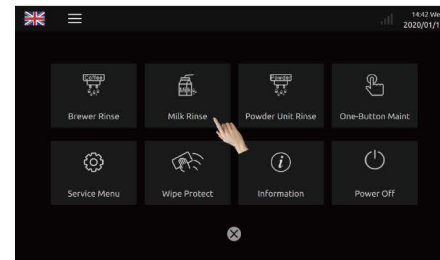 14:42 We
2020/01/1
Coffee
Brewer Rinse
Milk
Milk Rinse
Powder
Powder Unit Rinse
One-Button Maint
Service Menu
Wipe Protect
i
Information
Power Off